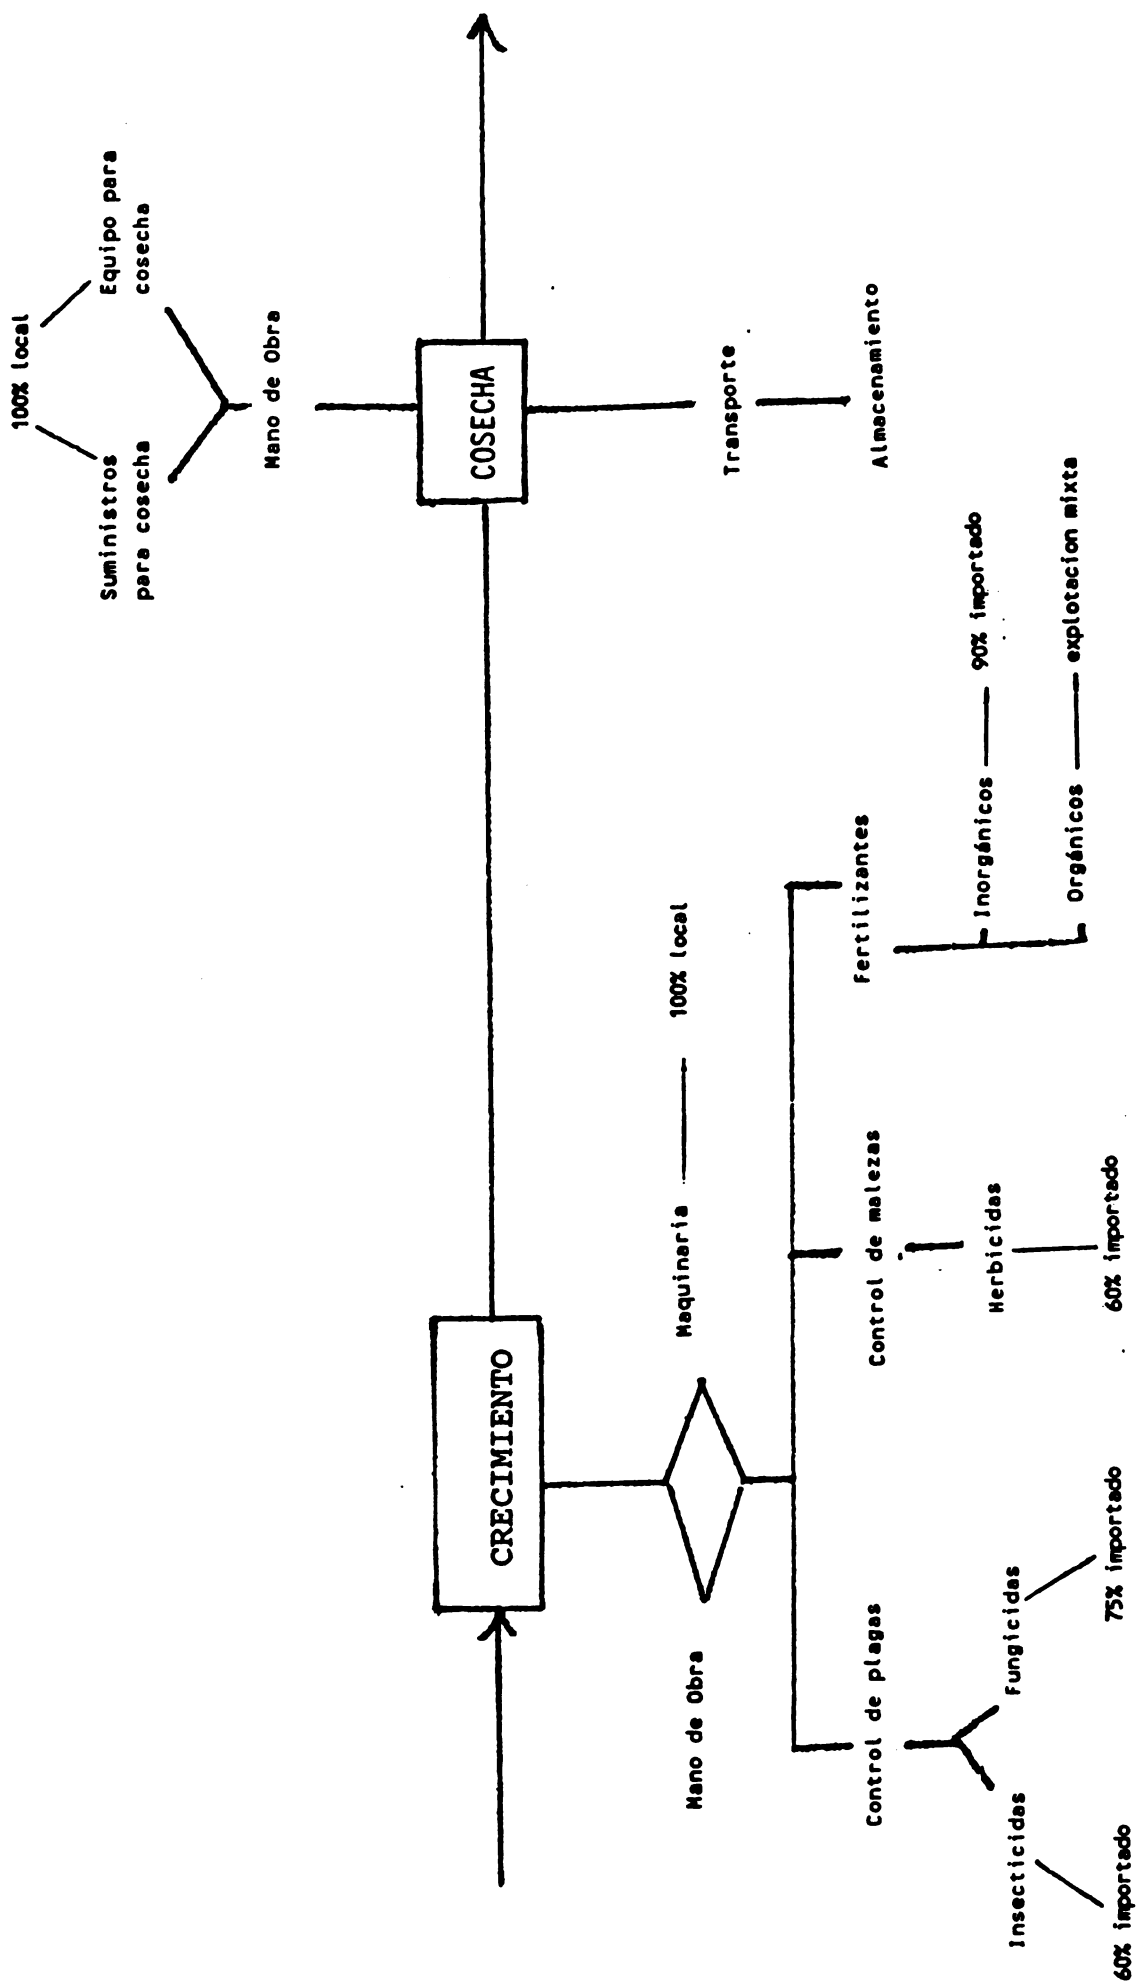 100% local
Suministros
para cosecha
Equipo para
cosecha
Mano de Obra
CRECIMIENTO
COSECHA
Mano de Obra
Maquinaria
100% local
Transporte
Almacenamiento
Control de plagas
Control de malezas
Fertilizantes
Insecticidas
Fungicidas
Herbicidas
Inorgánicos
90% importado
Orgánicos
explotacion mixta
60% importado
75% importado
60% importado